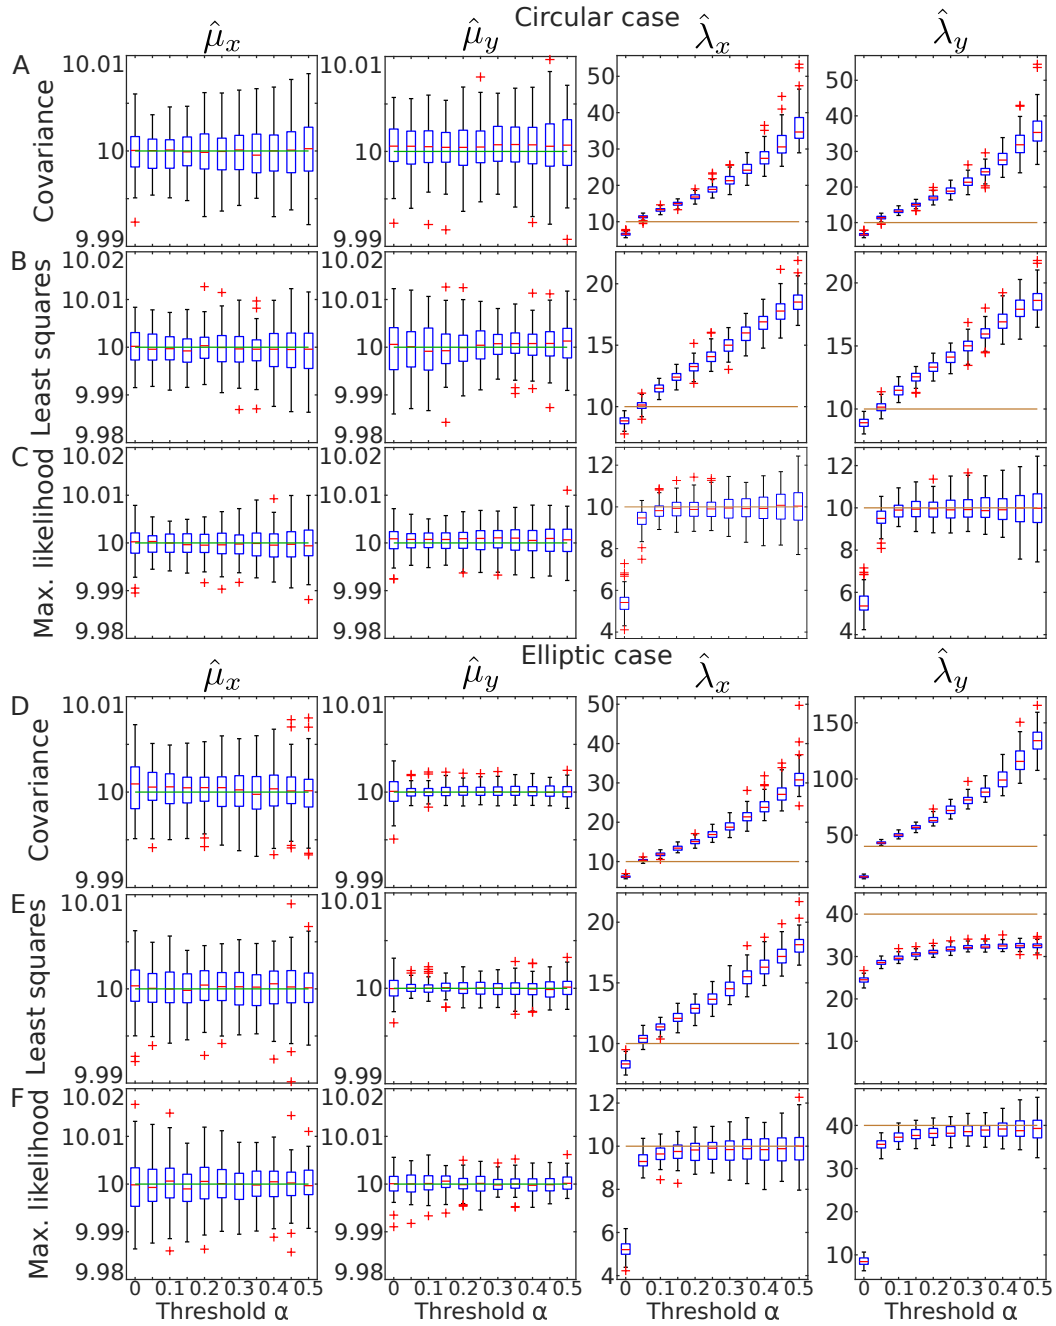 Circular case
μ̂x μ̂y λ̂x λ̂y
A
Covariance
10.01 10 9.99
10.01 10 9.99
50 40 30 20 10
50 40 30 20 10
B
Least squares
10.02 10.01 10 9.99 9.98
10.02 10.01 10 9.99 9.98
20 15 10
20 15 10
C
Max. likelihood
10.02 10.01 10 9.99 9.98
10.02 10.01 10 9.99 9.98
12 10 8 6 4
12 10 8 6 4
Elliptic case
μ̂x μ̂y λ̂x λ̂y
D
Covariance
10.01 10 9.99
10.01 10 9.99
50 40 30 20 10
150 100 50
E
Least squares
10.01 10 9.99
10.01 10 9.99
20 15 10
40 30 20
F
Max. likelihood
10.02 10.01 10 9.99 9.98
10.02 10.01 10 9.99 9.98
12 10 8 6 4
40 30 20 10
0 0.1 0.2 0.3 0.4 0.5
0 0.1 0.2 0.3 0.4 0.5
0 0.1 0.2 0.3 0.4 0.5
0 0.1 0.2 0.3 0.4 0.5
Threshold α Threshold α Threshold α Threshold α